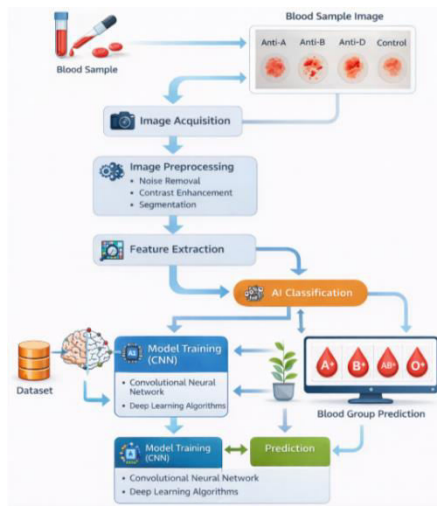 Blood Sample Image
Anti-A Anti-B Anti-D Control
Blood Sample
Image Acquisition
Image Preprocessing
• Noise Removal
• Contrast Enhancement
• Segmentation
Feature Extraction
AI Classification
AI
Model Training
(CNN)
• Convolutional Neural
Network
• Deep Learning Algorithms
Dataset
A+ B+ AB+ O+
Blood Group Prediction
Model Training
(CNN)
Prediction
• Convolutional Neural Network
• Deep Learning Algorithms